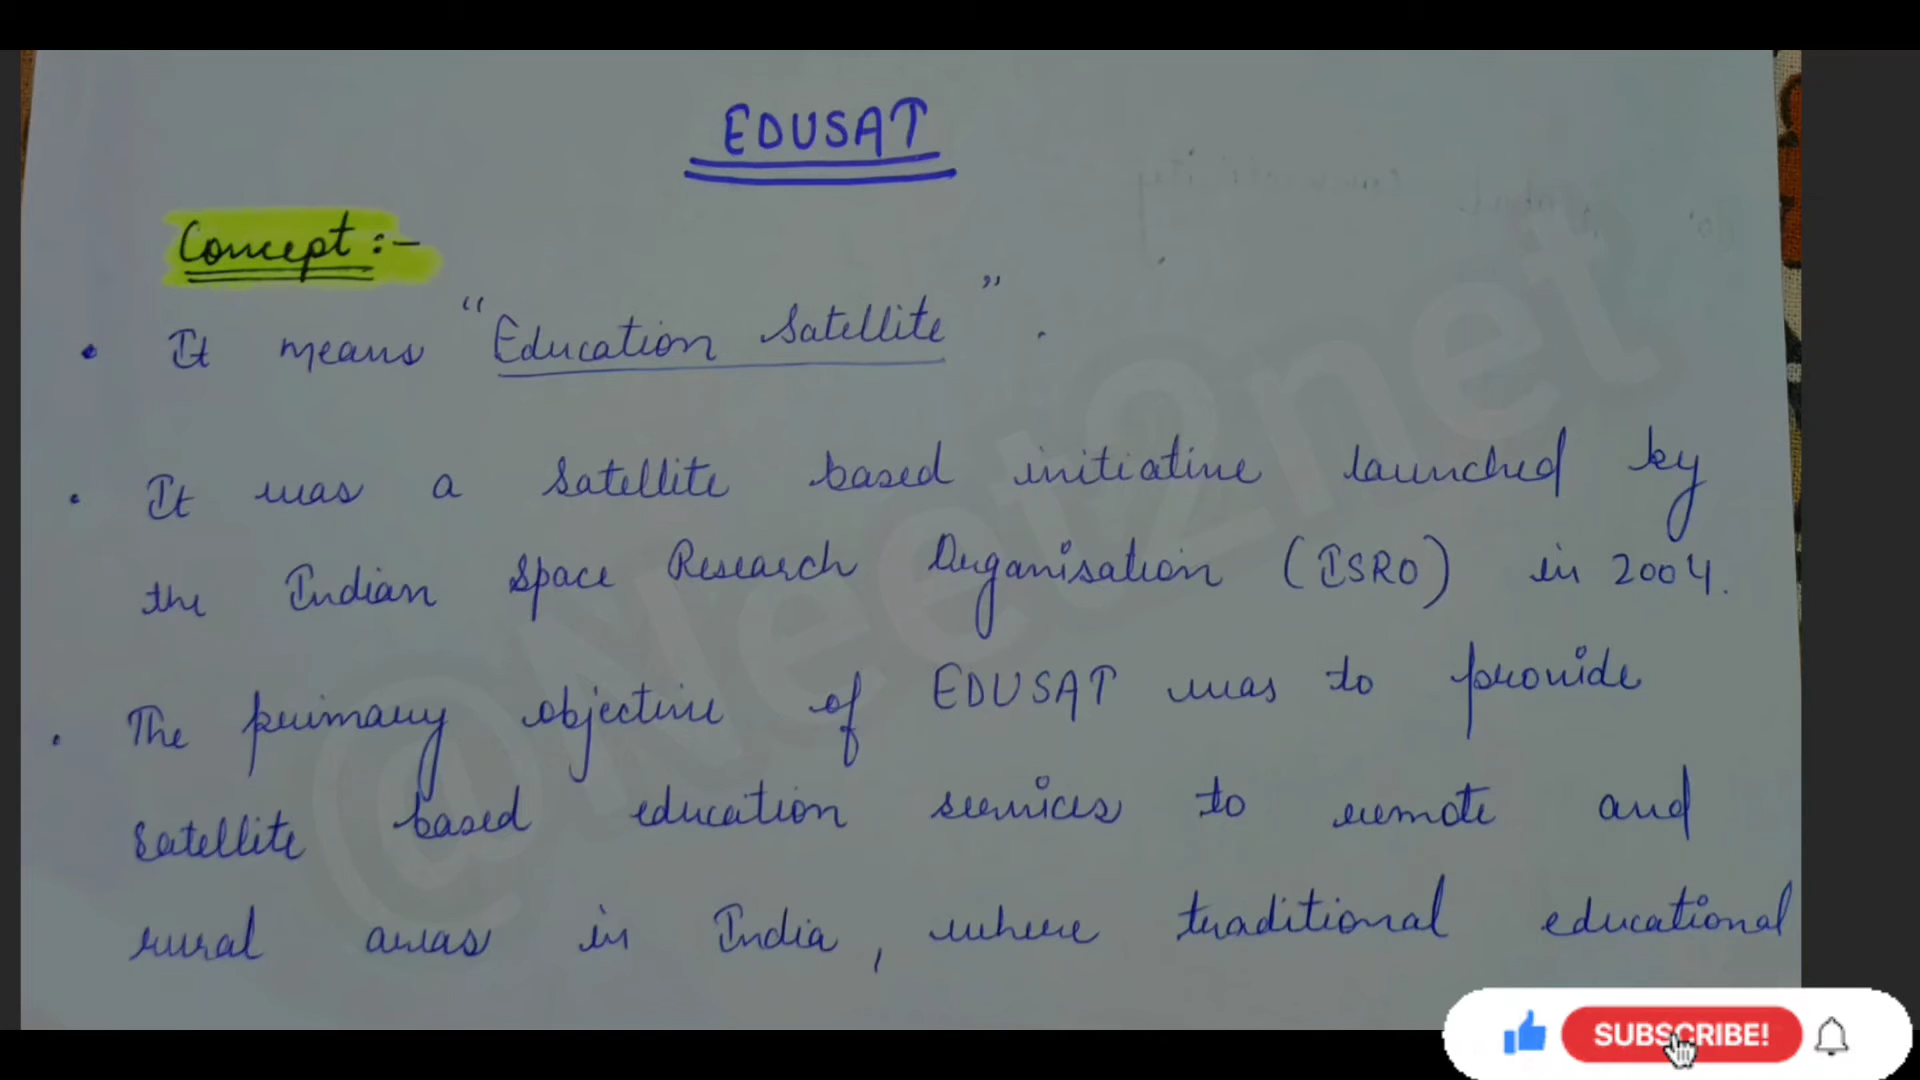 EDUSAT
Concept :-
• It means "Education Satellite".
• It was a satellite based initiative launched by
the Indian Space Research Organisation (ISRO) in 2004.
• The primary objective of EDUSAT was to provide
satellite based education services to remote and
rural areas in India, where traditional educational
@Neet2net
SUBSCRIBE!